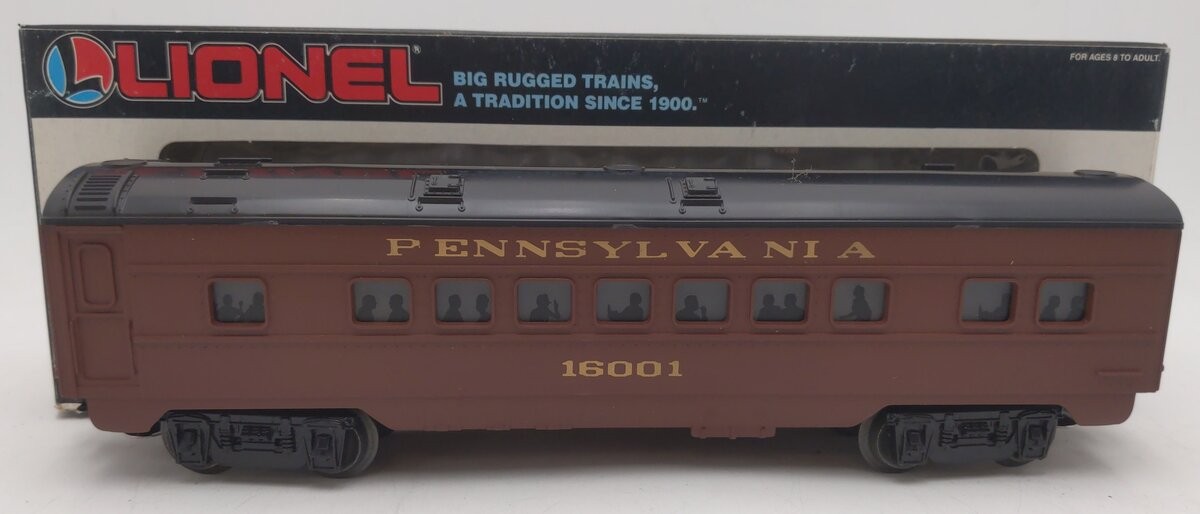 LIONEL®
BIG RUGGED TRAINS,
A TRADITION SINCE 1900.™
FOR AGES 8 TO ADULT.
PENNSYLVANIA
16001